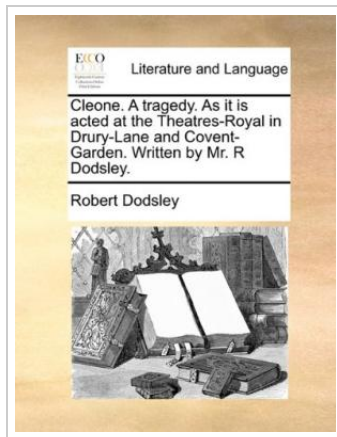 ECCO
Literature and Language
Cleone. A tragedy. As it is
acted at the Theatres-Royal in
Drury-Lane and Covent-
Garden. Written by Mr. R
Dodsley.
Robert Dodsley